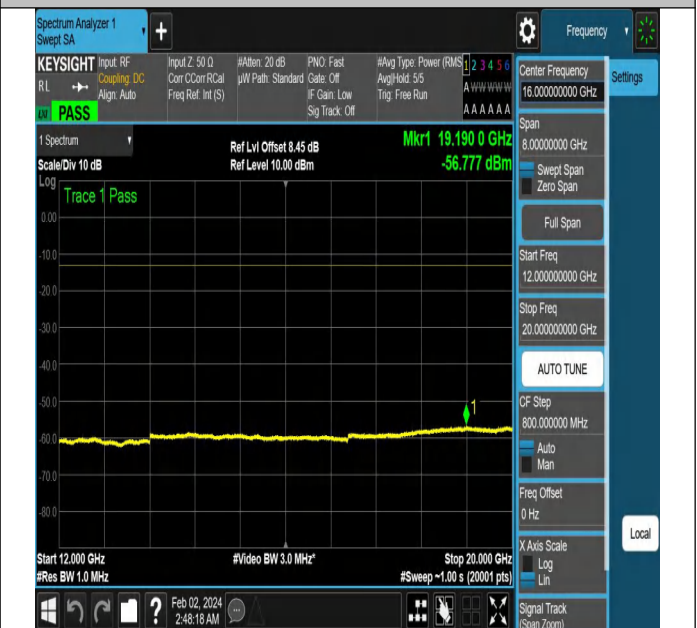 Spectrum Analyzer 1
Swept SA
+
Frequency
KEYSIGHT
RL
PASS
Input: RF
Coupling: DC
Align: Auto
Input Z: 50 Ω
Corr CCorr RCal
Freq Ref: Int (S)
#Atten: 20 dB
µW Path: Standard
PNO: Fast
Gate: Off
IF Gain: Low
Sig Track: Off
#Avg Type: Power (RMS
Avg|Hold: 5/5
Trig: Free Run
1 2 3 4 5 6
A W W W W W
A A A A A A
1 Spectrum
Scale/Div 10 dB
Log
Ref Lvl Offset 8.45 dB
Ref Level 10.00 dBm
Mkr1 19.190 0 GHz
-56.777 dBm
Trace 1 Pass
0.00
-10.0
-20.0
-30.0
-40.0
-50.0
-60.0
-70.0
-80.0
1
Start 12.000 GHz
#Res BW 1.0 MHz
#Video BW 3.0 MHz*
Stop 20.000 GHz
#Sweep ~1.00 s (20001 pts)
?
Feb 02, 2024
2:48:18 AM
Center Frequency
16.000000000 GHz
Settings
Span
8.00000000 GHz
Swept Span
Zero Span
Full Span
Start Freq
12.000000000 GHz
Stop Freq
20.000000000 GHz
AUTO TUNE
CF Step
800.000000 MHz
Auto
Man
Freq Offset
0 Hz
Local
X Axis Scale
Log
Lin
Signal Track
(Span Zoom)